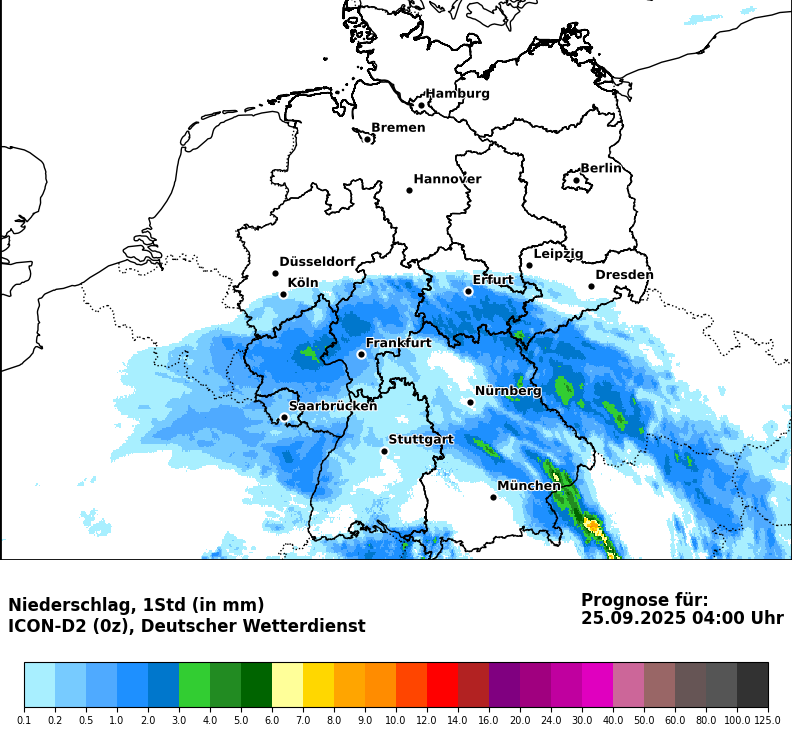 Hamburg
Bremen
Berlin
Hannover
Leipzig
Düsseldorf
Dresden
Köln
Erfurt
Frankfurt
Nürnberg
Saarbrücken
Stuttgart
München
Niederschlag, 1Std (in mm)
ICON-D2 (0z), Deutscher Wetterdienst
Prognose für:
25.09.2025 04:00 Uhr
0.1 0.2 0.5 1.0 2.0 3.0 4.0 5.0 6.0 7.0 8.0 9.0 10.0 12.0 14.0 16.0 20.0 24.0 30.0 40.0 50.0 60.0 80.0 100.0 125.0